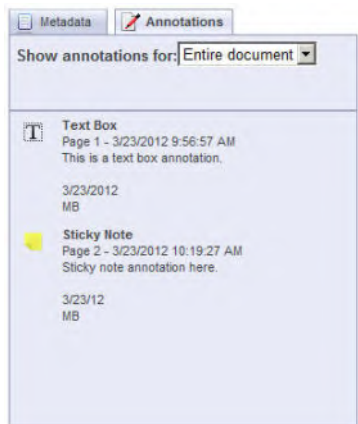 Metadata
Annotations
Show annotations for: Entire document
T
Text Box
Page 1 - 3/23/2012 9:56:57 AM
This is a text box annotation.
3/23/2012
MB
Sticky Note
Page 2 - 3/23/2012 10:19:27 AM
Sticky note annotation here.
3/23/12
MB